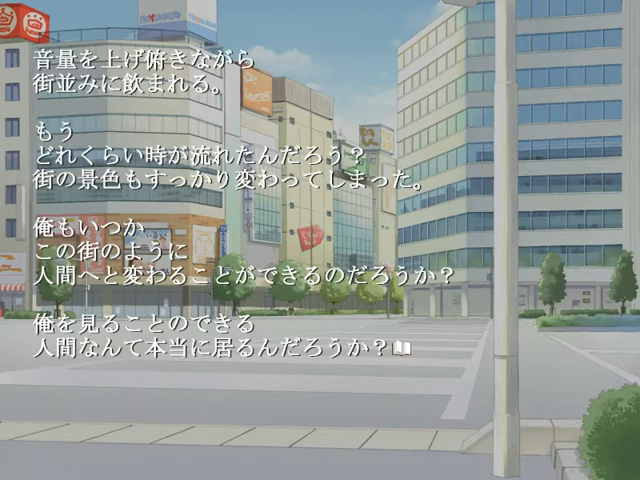 音量を上げ俯きながら
街並みに飲まれる。
もう
どれくらい時が流れたんだろう？
街の景色もすっかり変わってしまった。
俺もいつか
この街のように
人間へと変わることができるのだろうか？
俺を見ることのできる
人間なんて本当に居るんだろうか？